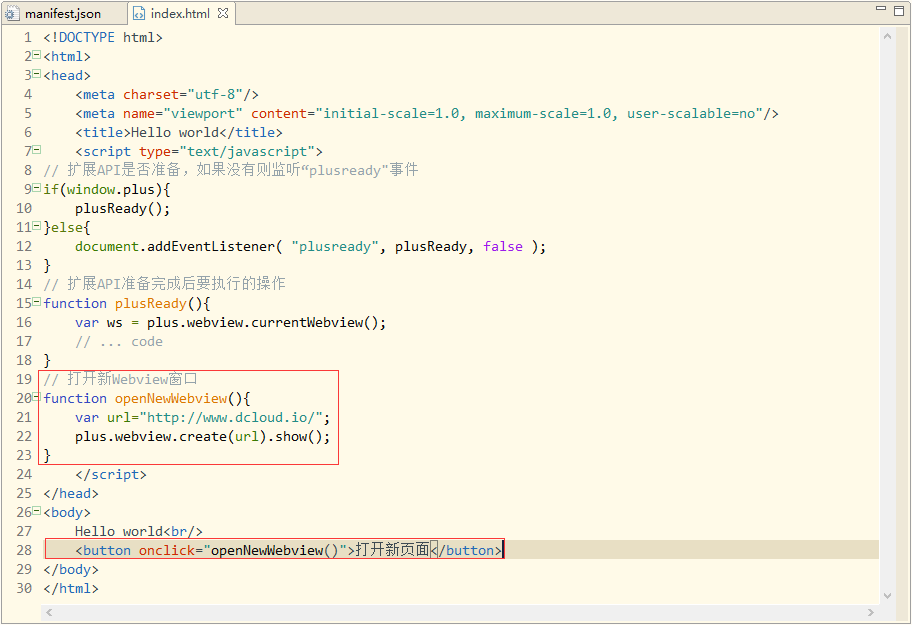 manifest.json
index.html
1 <!DOCTYPE html>
2 <html>
3 <head>
4 <meta charset="utf-8"/>
5 <meta name="viewport" content="initial-scale=1.0, maximum-scale=1.0, user-scalable=no"/>
6 <title>Hello world</title>
7 <script type="text/javascript">
8 // 扩展API是否准备，如果没有则监听“plusready"事件
9 if(window.plus){
10 plusReady();
11 }else{
12 document.addEventListener( "plusready", plusReady, false );
13 }
14 // 扩展API准备完成后要执行的操作
15 function plusReady(){
16 var ws = plus.webview.currentWebview();
17 // ... code
18 }
19 // 打开新Webview窗口
20 function openNewWebview(){
21 var url="http://www.dcloud.io/";
22 plus.webview.create(url).show();
23 }
24 </script>
25 </head>
26 <body>
27 Hello world<br/>
28 <button onclick="openNewWebview()">打开新页面</button>
29 </body>
30 </html>